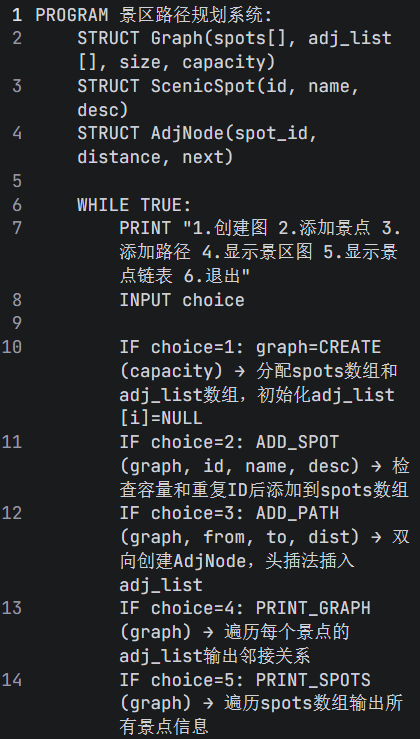 1 PROGRAM 景区路径规划系统:
2 STRUCT Graph(spots[], adj_list
[], size, capacity)
3 STRUCT ScenicSpot(id, name,
desc)
4 STRUCT AdjNode(spot_id,
distance, next)
5
6 WHILE TRUE:
7 PRINT "1.创建图 2.添加景点 3.
添加路径 4.显示景区图 5.显示景
点链表 6.退出"
8 INPUT choice
9
10 IF choice=1: graph=CREATE
(capacity) → 分配spots数组和
adj_list数组，初始化adj_list
[i]=NULL
11 IF choice=2: ADD_SPOT
(graph, id, name, desc) → 检
查容量和重复ID后添加到spots数组
12 IF choice=3: ADD_PATH
(graph, from, to, dist) → 双
向创建AdjNode，头插法插入
adj_list
13 IF choice=4: PRINT_GRAPH
(graph) → 遍历每个景点的
adj_list输出邻接关系
14 IF choice=5: PRINT_SPOTS
(graph) → 遍历spots数组输出所
有景点信息